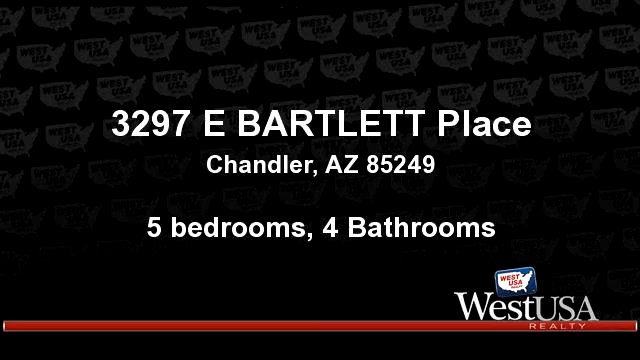 3297 E BARTLETT Place
Chandler, AZ 85249
5 bedrooms, 4 Bathrooms
WEST
USA
WestUSA
REALTY